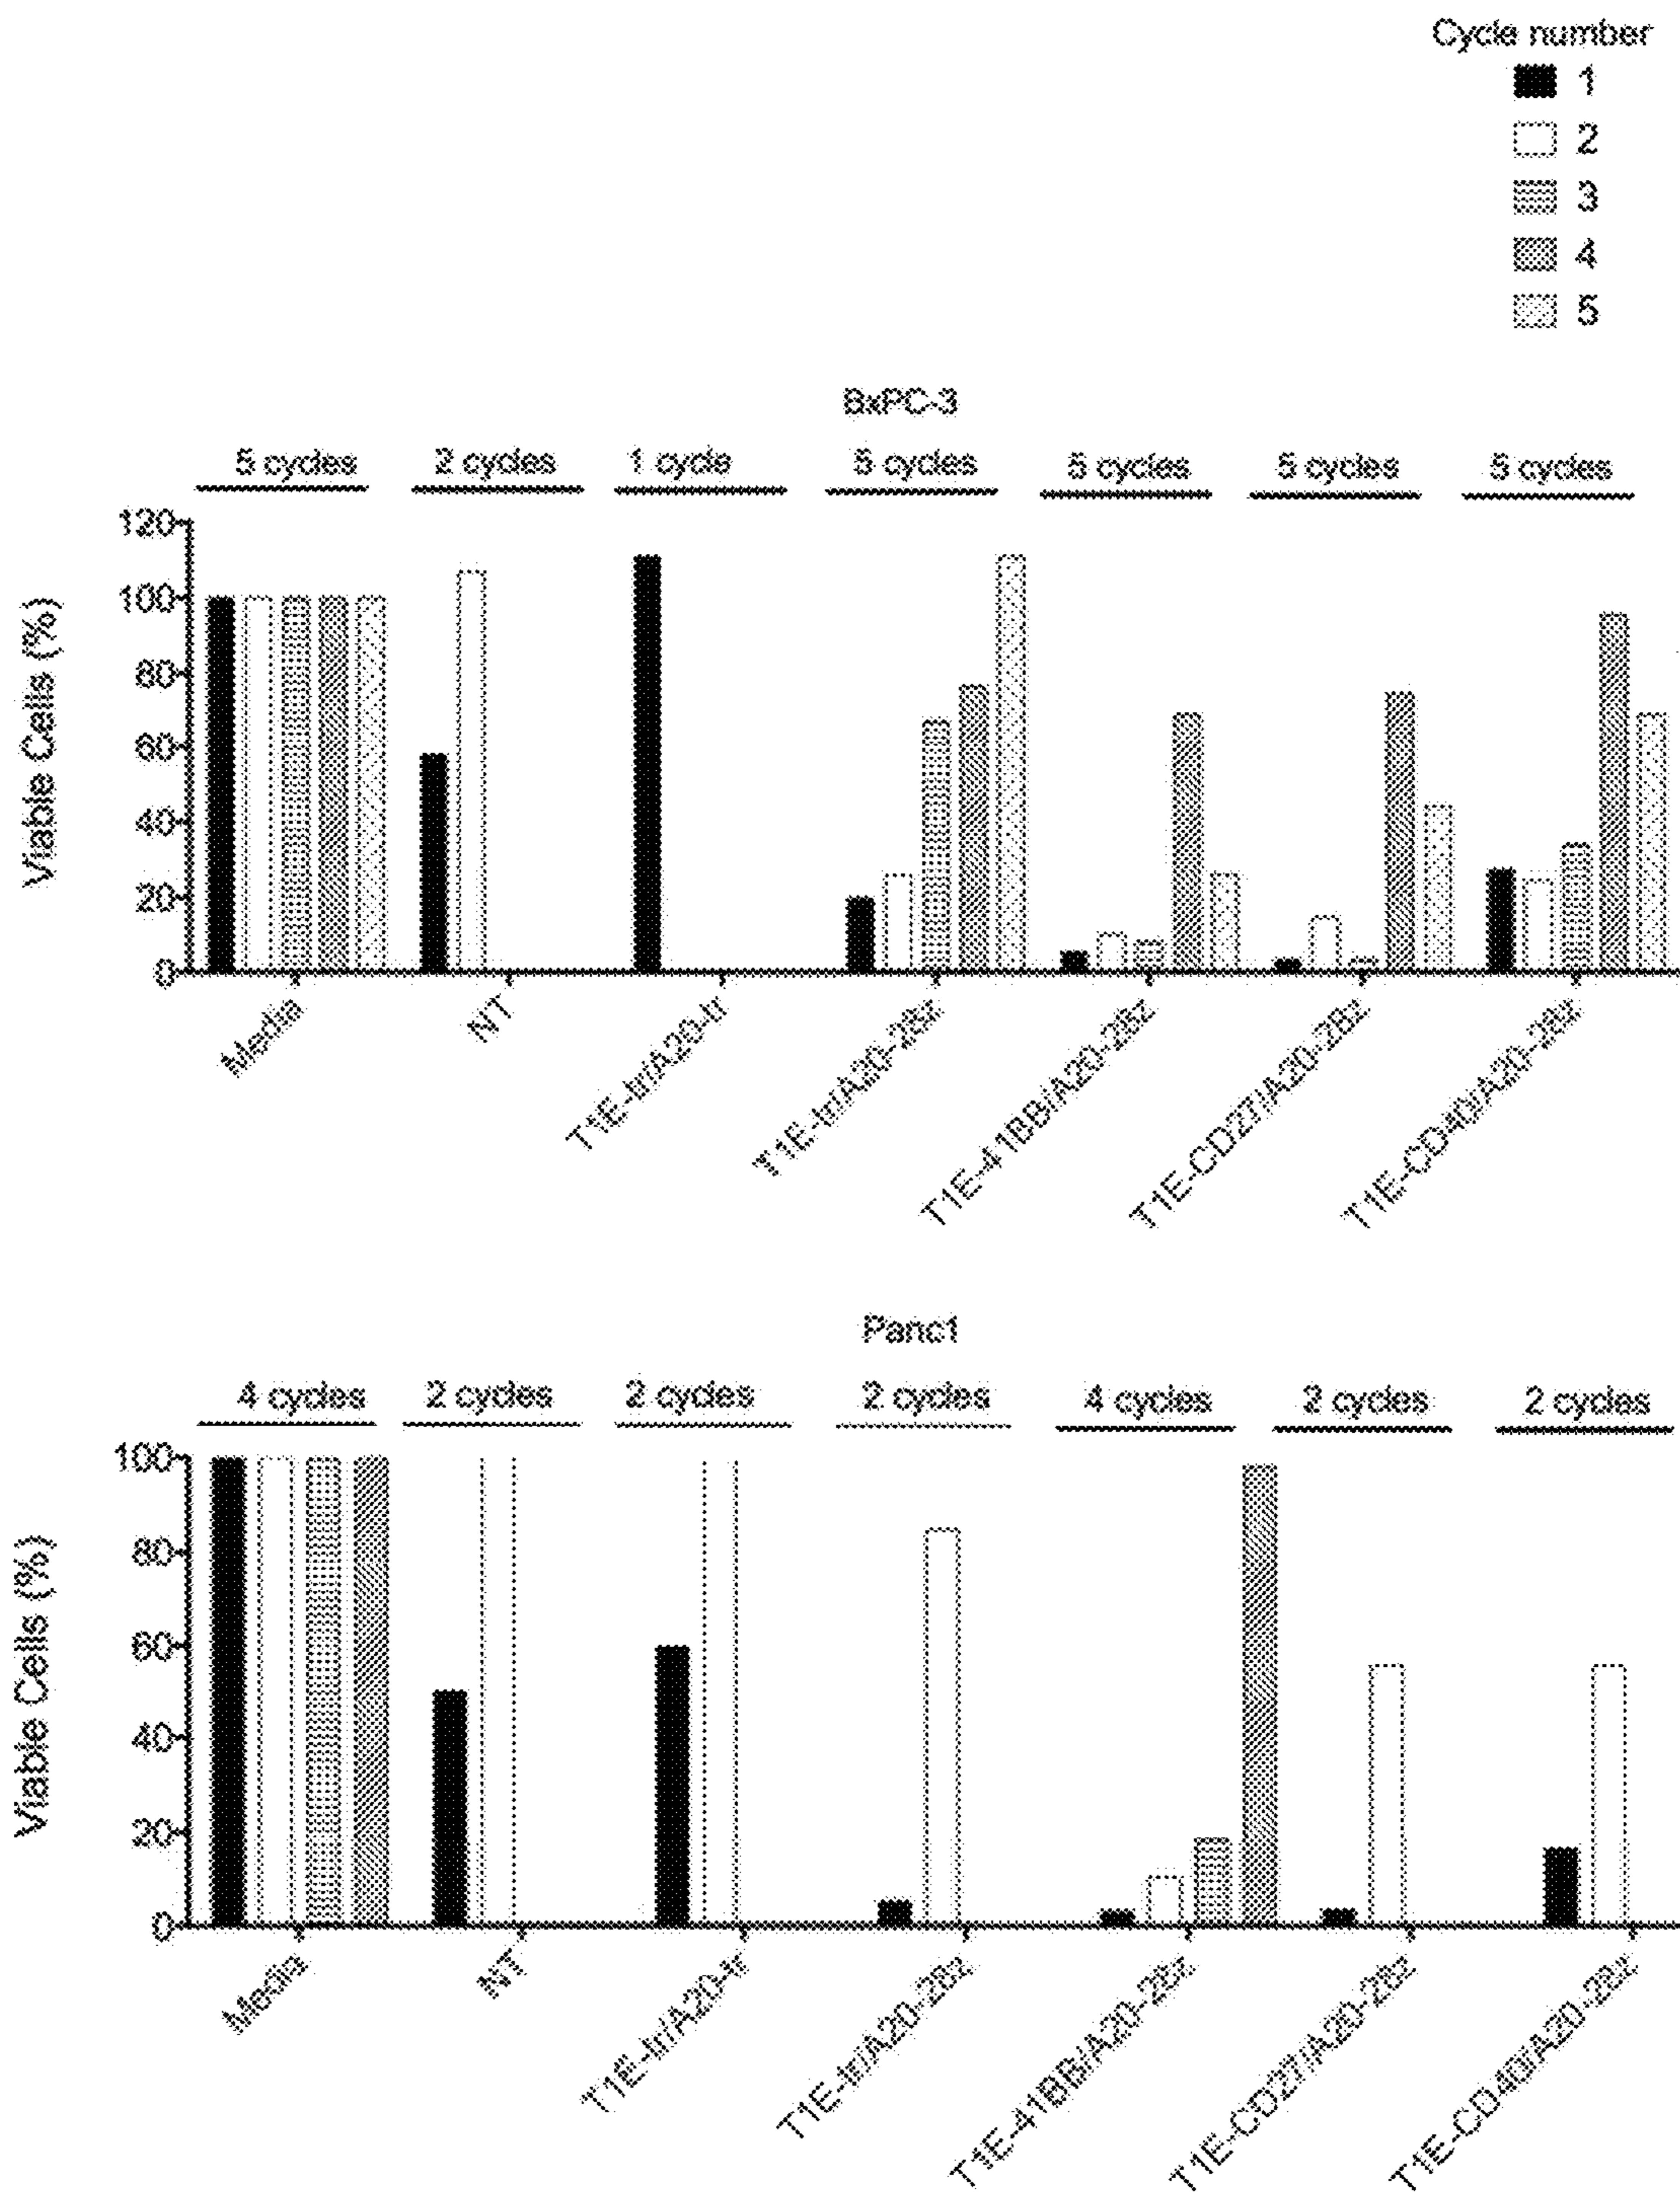 Cycle number
1
2
3
4
5
BxPC-3
5 cycles 2 cycles 1 cycle 5 cycles 5 cycles 5 cycles 5 cycles
Viable Cells (%)
120
100
80
60
40
20
0
Media NT T1E-tr/A20-tr T1E-tr/A20-28z T1E-41BB/A20-28z T1E-CD27/A20-28z T1E-CD40/A20-28z
Panc1
4 cycles 2 cycles 2 cycles 2 cycles 4 cycles 2 cycles 2 cycles
Viable Cells (%)
100
80
60
40
20
0
Media NT T1E-tr/A20-tr T1E-tr/A20-28z T1E-41BB/A20-28z T1E-CD27/A20-28z T1E-CD40/A20-28z